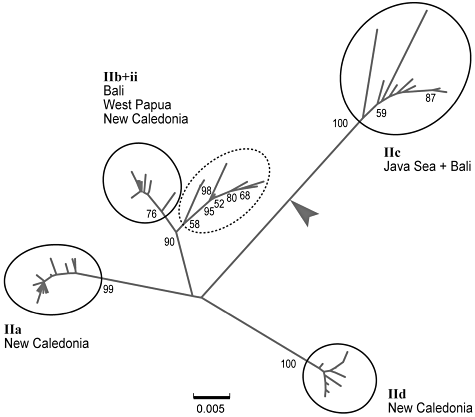 IIb+ii
Bali
West Papua
New Caledonia
87
59
100
IIc
Java Sea + Bali
98
80
68
52
95
76
58
90
99
IIa
New Caledonia
100
IId
New Caledonia
0.005